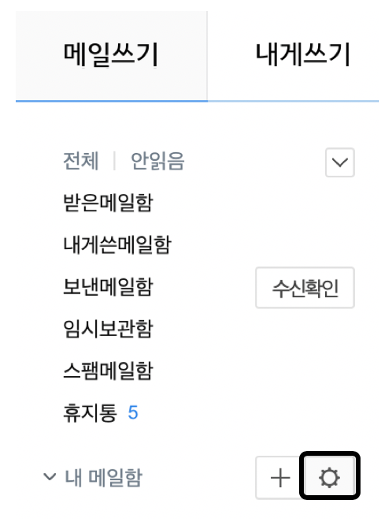 메일쓰기 내게쓰기
전체 | 안읽음
받은메일함
내게쓴메일함
보낸메일함 수신확인
임시보관함
스팸메일함
휴지통 5
내 메일함